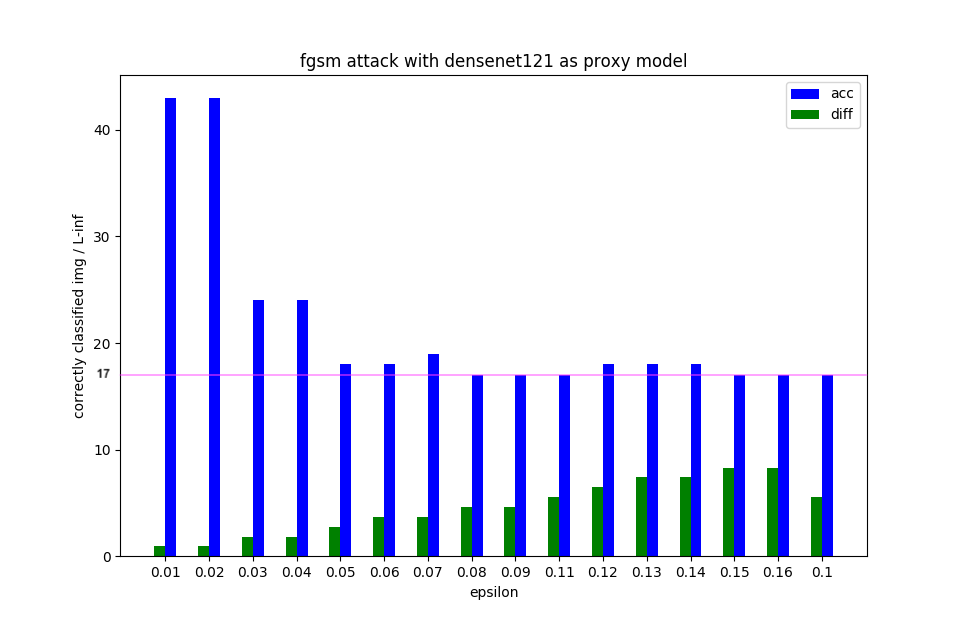 fgsm attack with densenet121 as proxy model
acc
diff
correctly classified img / L-inf
40
30
20
17
10
0
0.01 0.02 0.03 0.04 0.05 0.06 0.07 0.08 0.09 0.11 0.12 0.13 0.14 0.15 0.16 0.1
epsilon